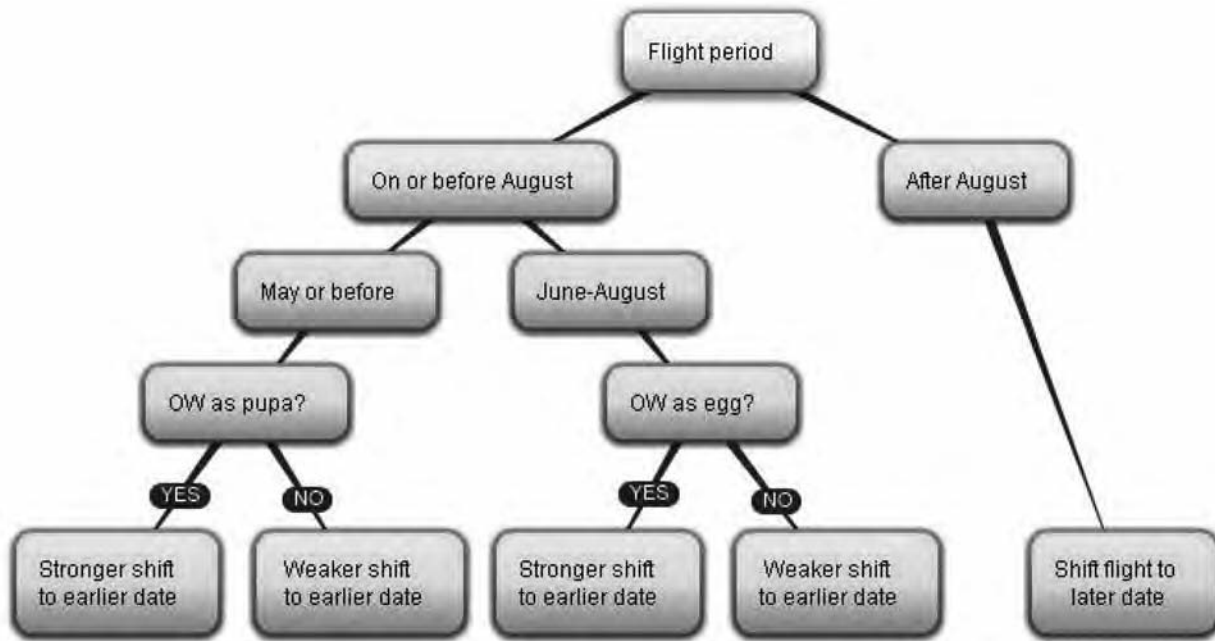 Flight period
On or before August
After August
May or before
June-August
OW as pupa?
OW as egg?
YES
NO
YES
NO
Stronger shift
to earlier date
Weaker shift
to earlier date
Stronger shift
to earlier date
Weaker shift
to earlier date
Shift flight to
later date